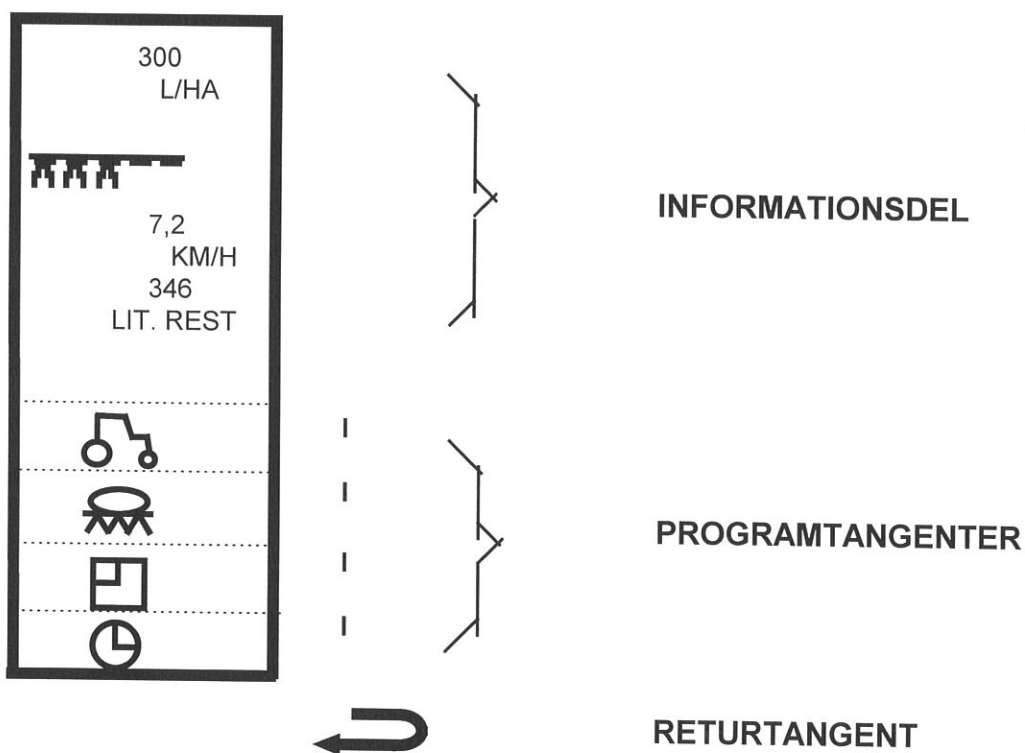 300
L/HA
7,2
KM/H
346
LIT. REST
INFORMATIONSDEL
PROGRAMTANGENTER
RETURTANGENT